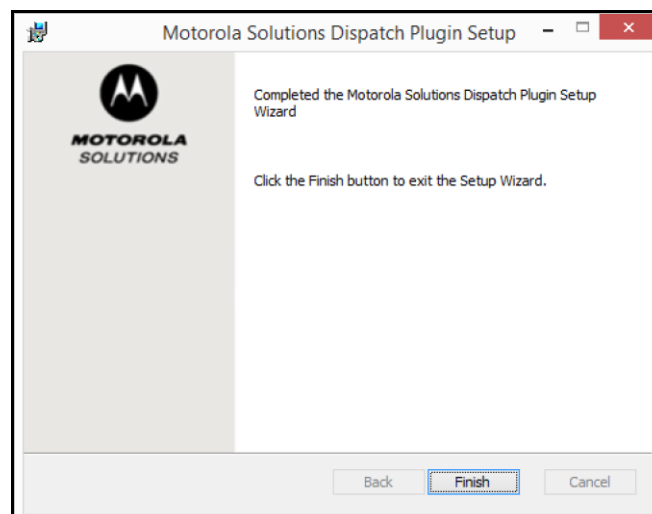 Motorola Solutions Dispatch Plugin Setup
MOTOROLA
SOLUTIONS
Completed the Motorola Solutions Dispatch Plugin Setup
Wizard
Click the Finish button to exit the Setup Wizard.
Back Finish Cancel